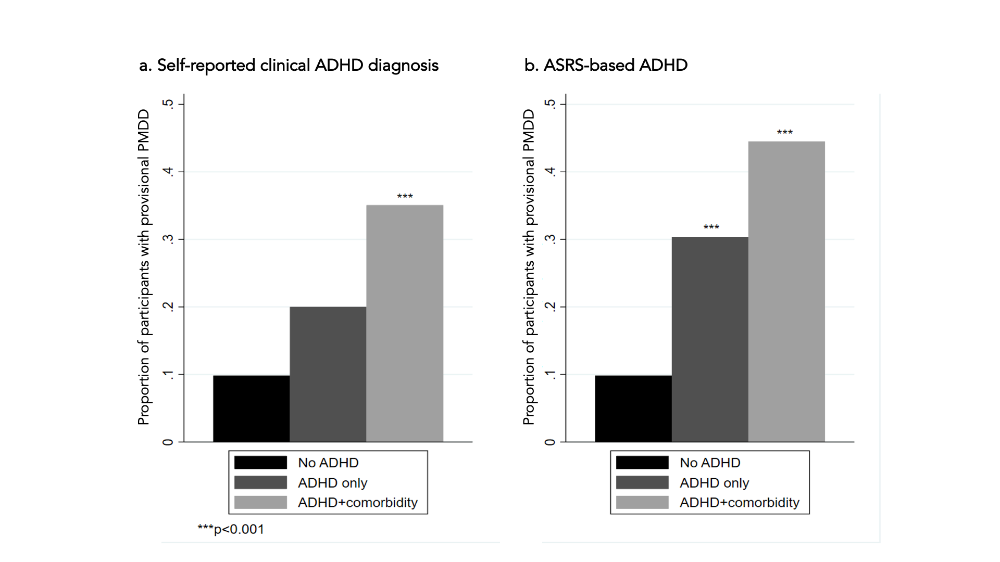 a. Self-reported clinical ADHD diagnosis
Proportion of participants with provisional PMDD
.5
.4
.3
.2
.1
0
***
No ADHD
ADHD only
ADHD+comorbidity
***p<0.001
b. ASRS-based ADHD
Proportion of participants with provisional PMDD
.5
.4
.3
.2
.1
0
***
***
No ADHD
ADHD only
ADHD+comorbidity